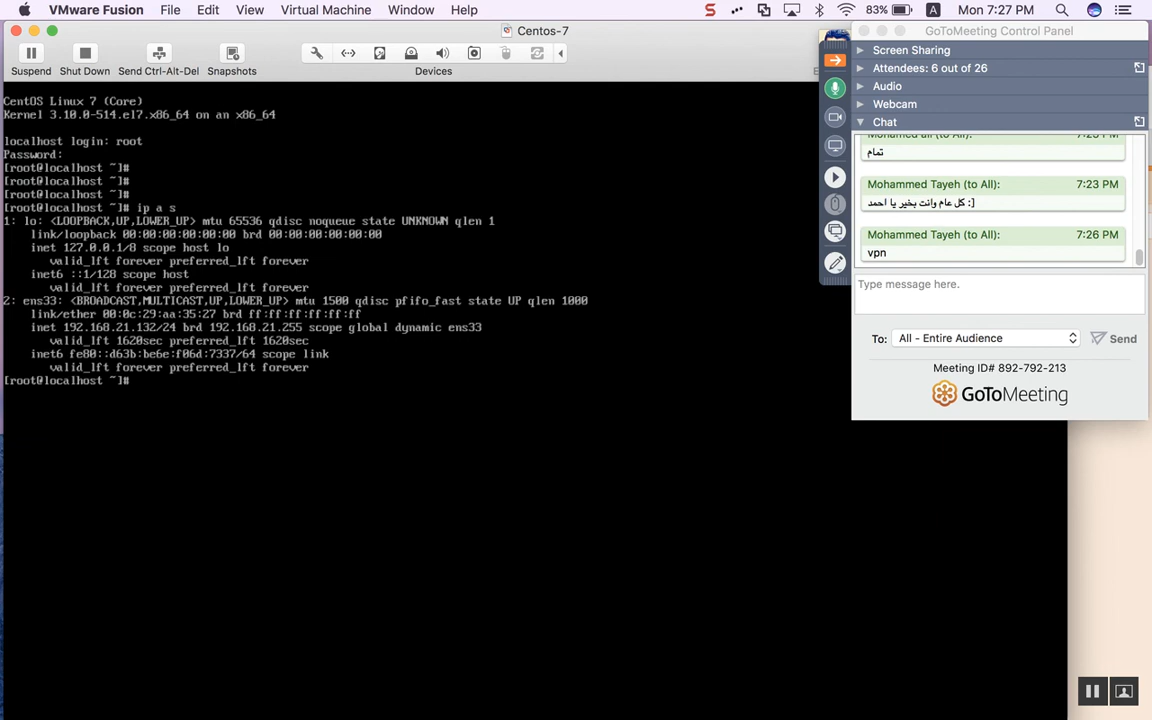 VMware Fusion File Edit View Virtual Machine Window Help 83% A Mon 7:27 PM
Centos-7
Suspend Shut Down Send Ctrl-Alt-Del Snapshots Devices
CentOS Linux 7 (Core)
Kernel 3.10.0-514.el7.x86_64 on an x86_64
localhost login: root
Password:
[root@localhost ~]#
[root@localhost ~]#
[root@localhost ~]#
[root@localhost ~]# ip a s
1: lo: <LOOPBACK,UP,LOWER_UP> mtu 65536 qdisc noqueue state UNKNOWN qlen 1
link/loopback 00:00:00:00:00:00 brd 00:00:00:00:00:00
inet 127.0.0.1/8 scope host lo
valid_lft forever preferred_lft forever
inet6 ::1/128 scope host
valid_lft forever preferred_lft forever
2: ens33: <BROADCAST,MULTICAST,UP,LOWER_UP> mtu 1500 qdisc pfifo_fast state UP qlen 1000
link/ether 00:0c:29:aa:35:27 brd ff:ff:ff:ff:ff:ff
inet 192.168.21.132/24 brd 192.168.21.255 scope global dynamic ens33
valid_lft 1620sec preferred_lft 1620sec
inet6 fe80::d63b:be6e:f06d:7337/64 scope link
valid_lft forever preferred_lft forever
[root@localhost ~]#
GoToMeeting Control Panel
Screen Sharing
Attendees: 6 out of 26
Audio
Webcam
Chat
Mohamed ali (to All): 7:23 PM
تمام
Mohammed Tayeh (to All): 7:23 PM
كل عام وانت بخير يا احمد :]
Mohammed Tayeh (to All): 7:26 PM
vpn
Type message here.
To: All - Entire Audience Send
Meeting ID# 892-792-213
GoToMeeting